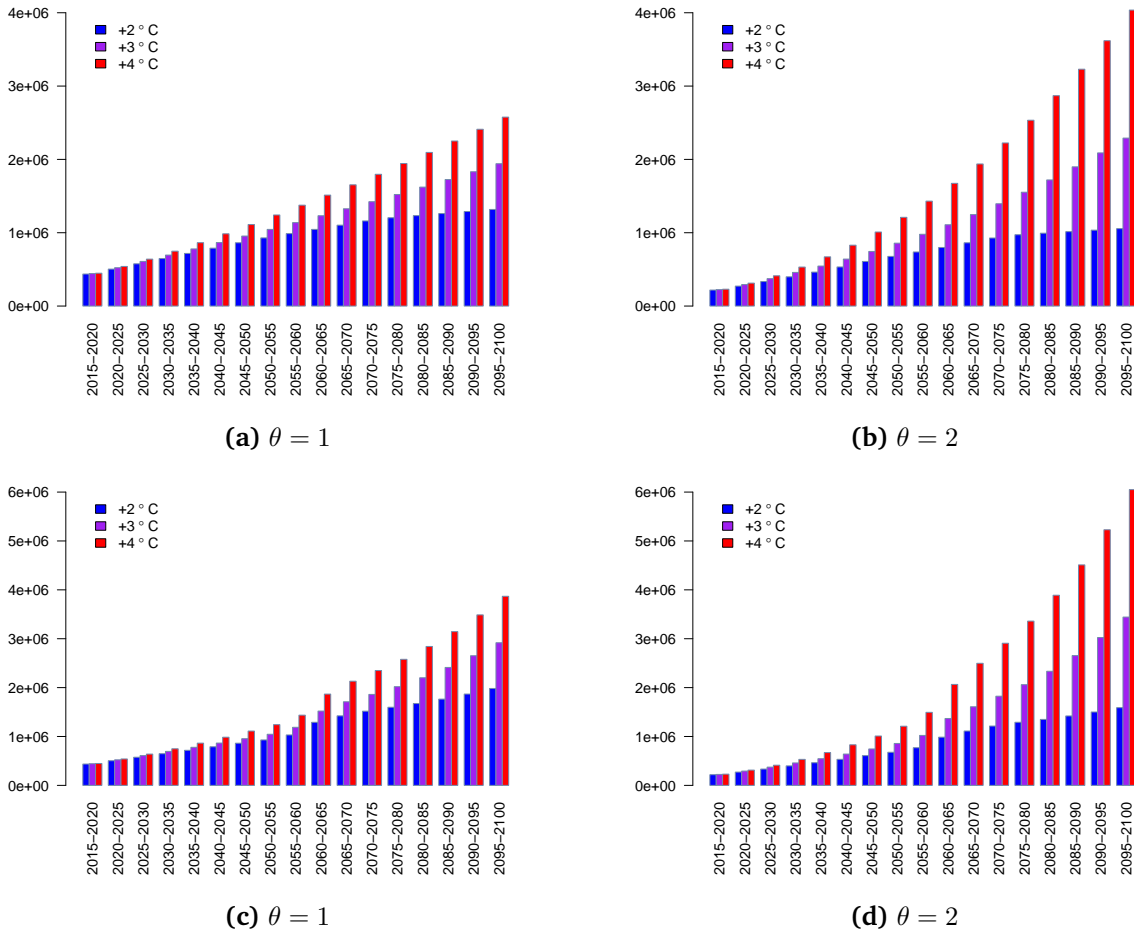 4e+06
3e+06
2e+06
1e+06
0e+00
+2 ° C
+3 ° C
+4 ° C
2015−2020
2020−2025
2025−2030
2030−2035
2035−2040
2040−2045
2045−2050
2050−2055
2055−2060
2060−2065
2065−2070
2070−2075
2075−2080
2080−2085
2085−2090
2090−2095
2095−2100
(a) θ = 1
4e+06
3e+06
2e+06
1e+06
0e+00
+2 ° C
+3 ° C
+4 ° C
2015−2020
2020−2025
2025−2030
2030−2035
2035−2040
2040−2045
2045−2050
2050−2055
2055−2060
2060−2065
2065−2070
2070−2075
2075−2080
2080−2085
2085−2090
2090−2095
2095−2100
(b) θ = 2
6e+06
5e+06
4e+06
3e+06
2e+06
1e+06
0e+00
+2 ° C
+3 ° C
+4 ° C
2015−2020
2020−2025
2025−2030
2030−2035
2035−2040
2040−2045
2045−2050
2050−2055
2055−2060
2060−2065
2065−2070
2070−2075
2075−2080
2080−2085
2085−2090
2090−2095
2095−2100
(c) θ = 1
6e+06
5e+06
4e+06
3e+06
2e+06
1e+06
0e+00
+2 ° C
+3 ° C
+4 ° C
2015−2020
2020−2025
2025−2030
2030−2035
2035−2040
2040−2045
2045−2050
2050−2055
2055−2060
2060−2065
2065−2070
2070−2075
2075−2080
2080−2085
2085−2090
2090−2095
2095−2100
(d) θ = 2